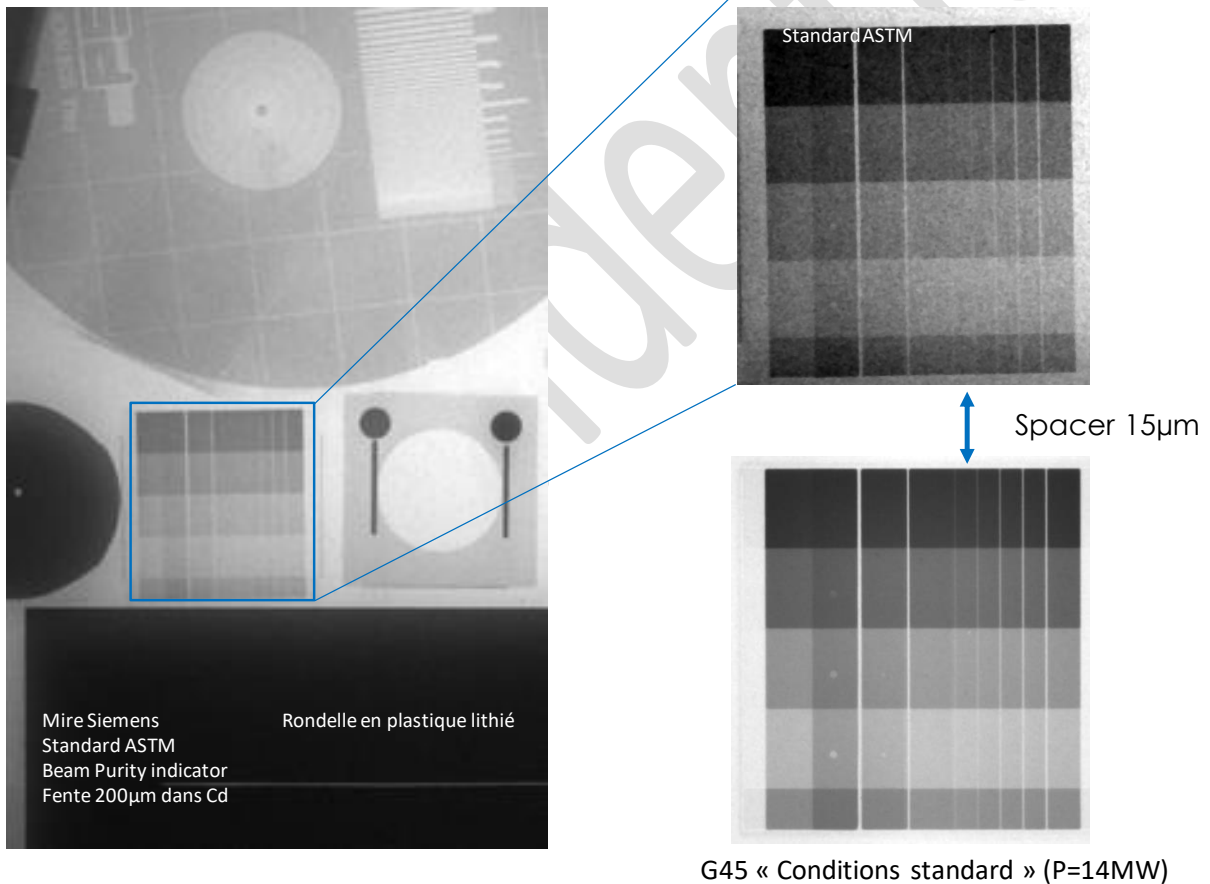 Standard ASTM
Spacer 15µm
Mire Siemens
Rondelle en plastique lithié
Standard ASTM
Beam Purity indicator
Fente 200µm dans Cd
G45 « Conditions standard » (P=14MW)